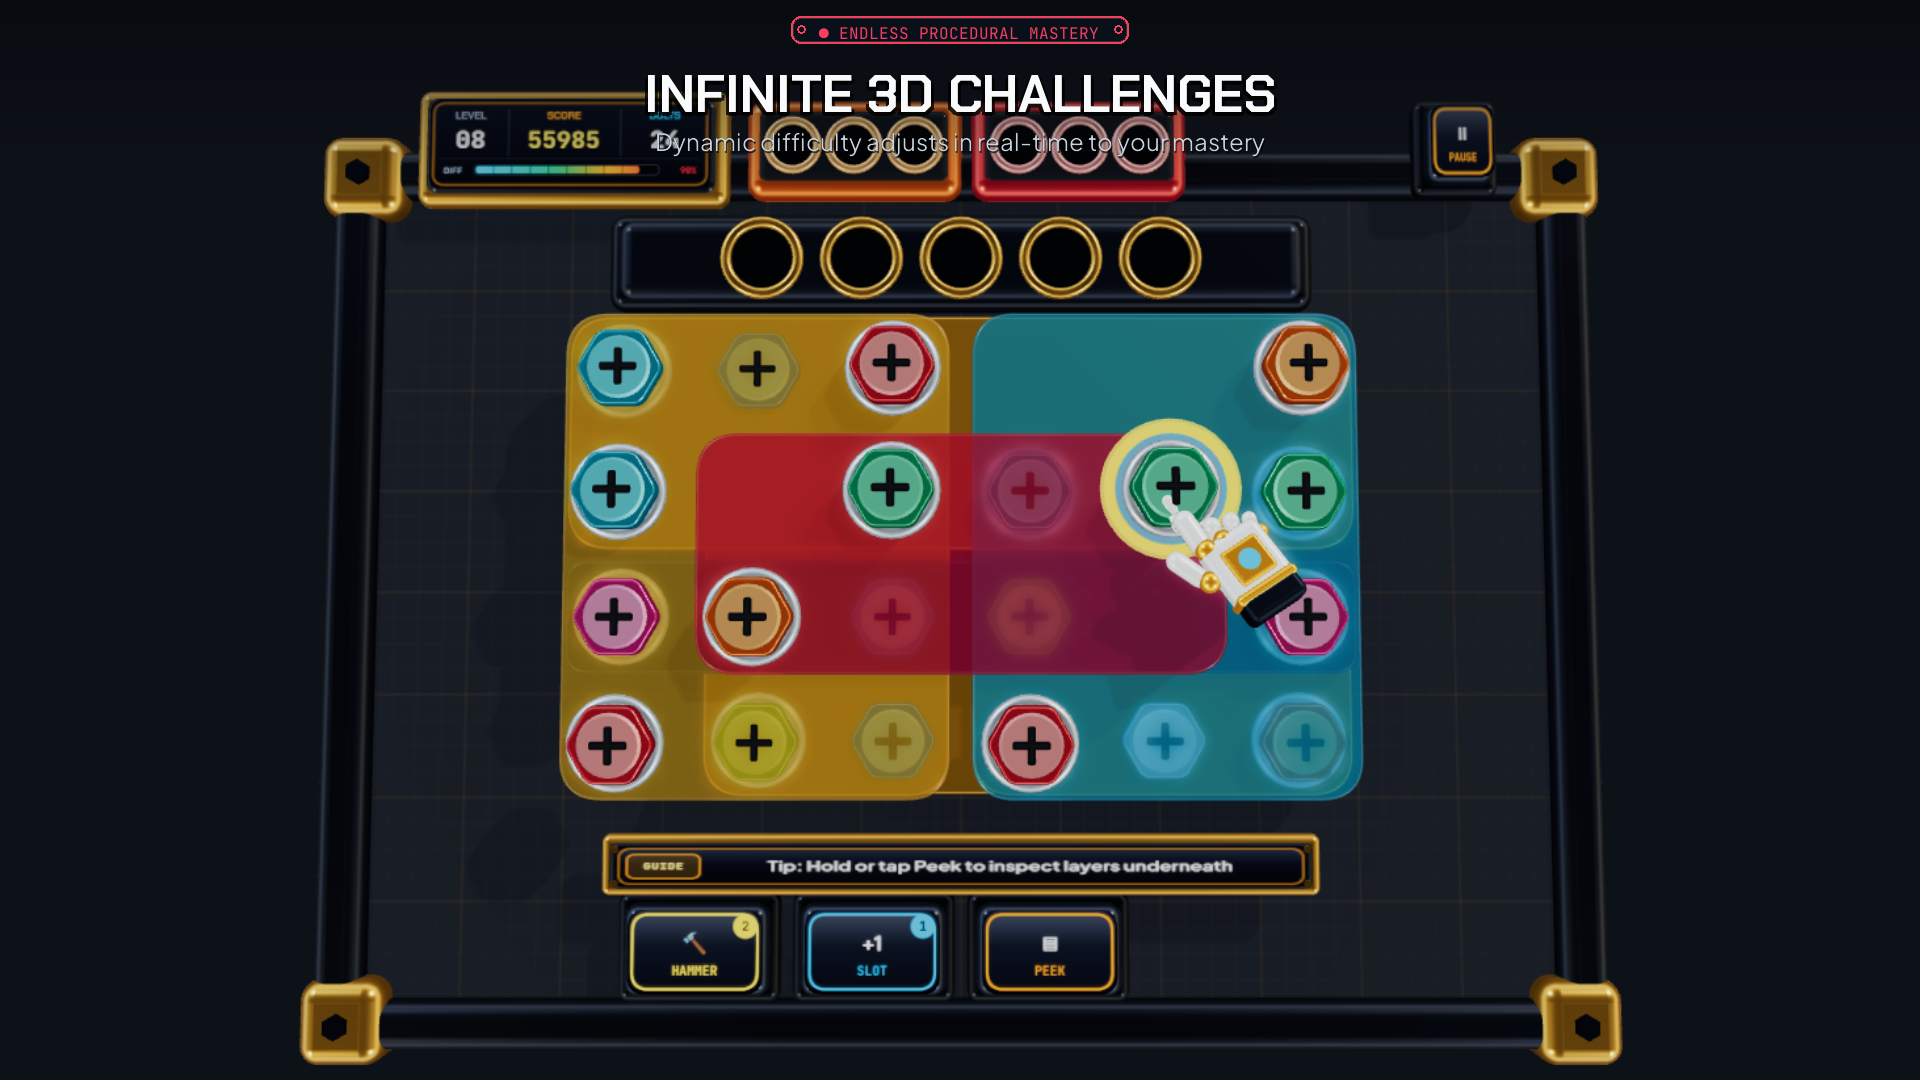 ENDLESS PROCEDURAL MASTERY
INFINITE 3D CHALLENGES
Dynamic difficulty adjusts in real-time to your mastery
LEVEL
SCORE
08
55985
DIFF
98%
PAUSE
GUIDE
Tip: Hold or tap Peek to inspect layers underneath
2
HAMMER
1
+1
SLOT
PEEK